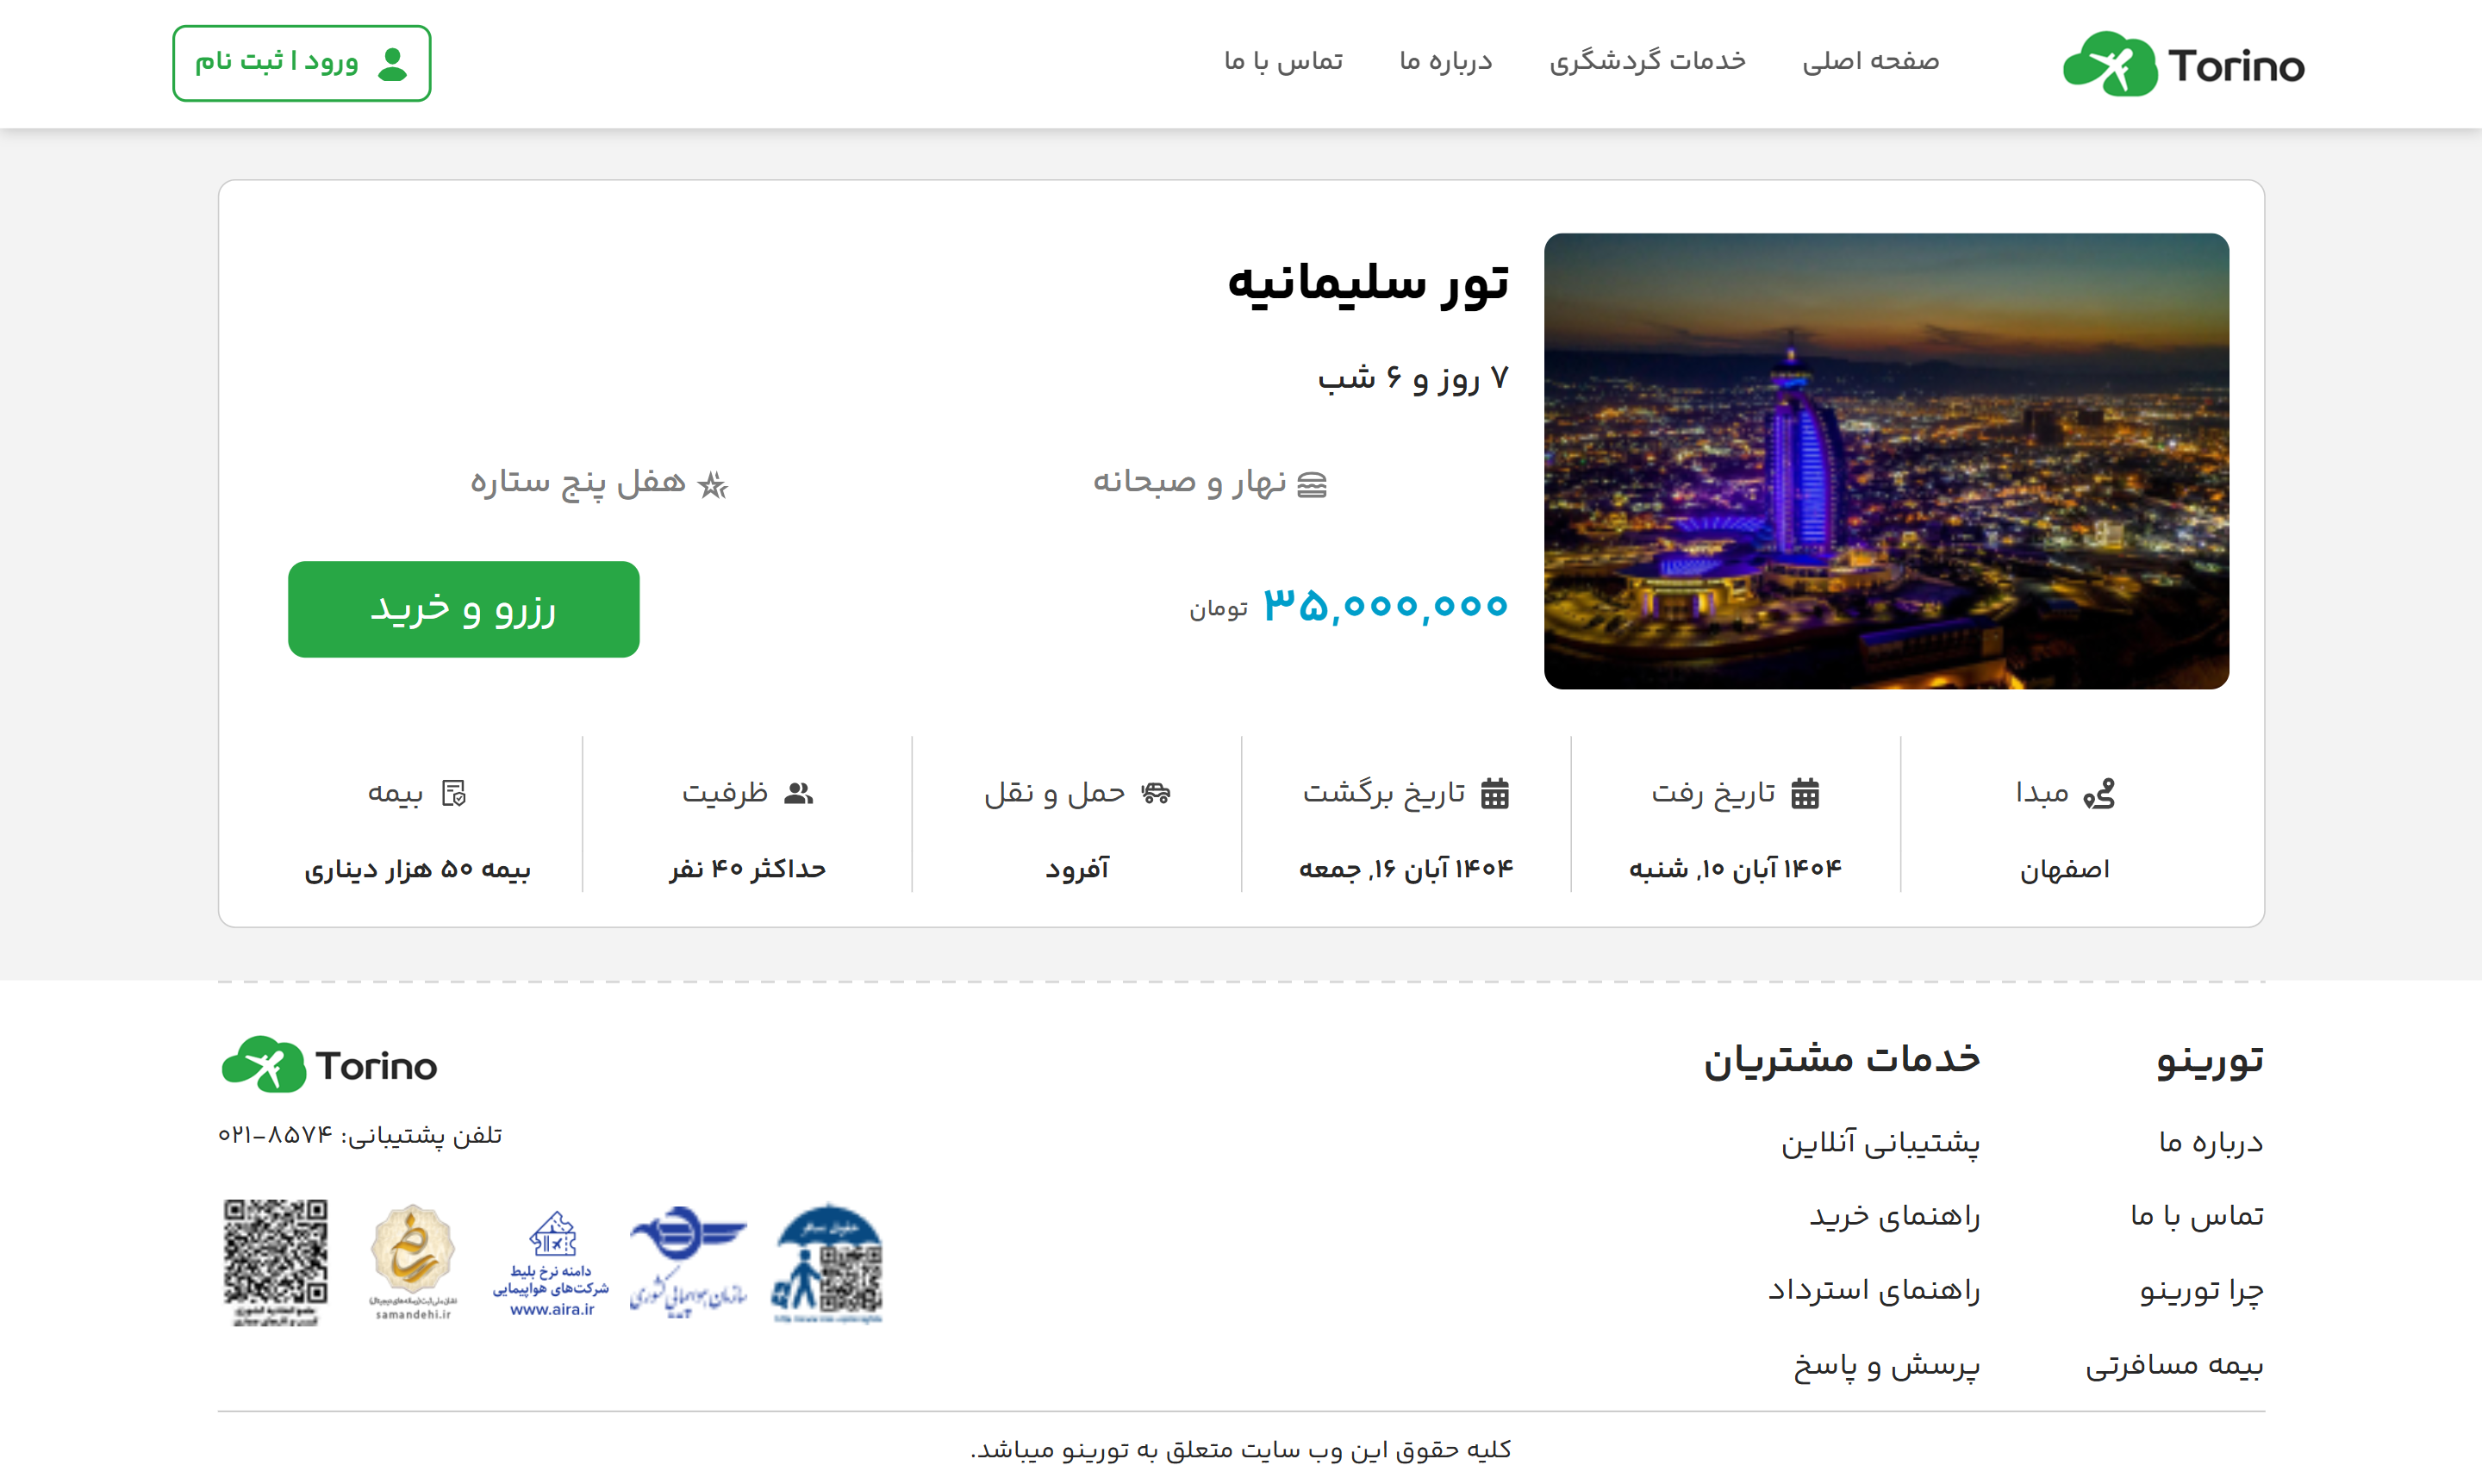 Torino
صفحه اصلی
خدمات گردشگری
درباره ما
تماس با ما
ورود | ثبت نام
تور سلیمانیه
۷ روز و ۶ شب
نهار و صبحانه
هفل پنج ستاره
۳۵,۰۰۰,۰۰۰ تومان
رزرو و خرید
مبدا
اصفهان
تاریخ رفت
۱۴۰۴ آبان ۱۰, شنبه
تاریخ برگشت
۱۴۰۴ آبان ۱۶, جمعه
حمل و نقل
آفرود
ظرفیت
حداکثر ۴۰ نفر
بیمه
بیمه ۵۰ هزار دیناری
تورینو
درباره ما
تماس با ما
چرا تورینو
بیمه مسافرتی
خدمات مشتریان
پشتیبانی آنلاین
راهنمای خرید
راهنمای استرداد
پرسش و پاسخ
Torino
تلفن پشتیبانی: ۸۵۷۴-۰۲۱
حقوق مسافر
سازمان هواپیمایی کشوری
دامنه نرخ بلیط
شرکت‌های هواپیمایی
www.aira.ir
samandehi.ir
کلیه حقوق این وب سایت متعلق به تورینو میباشد.